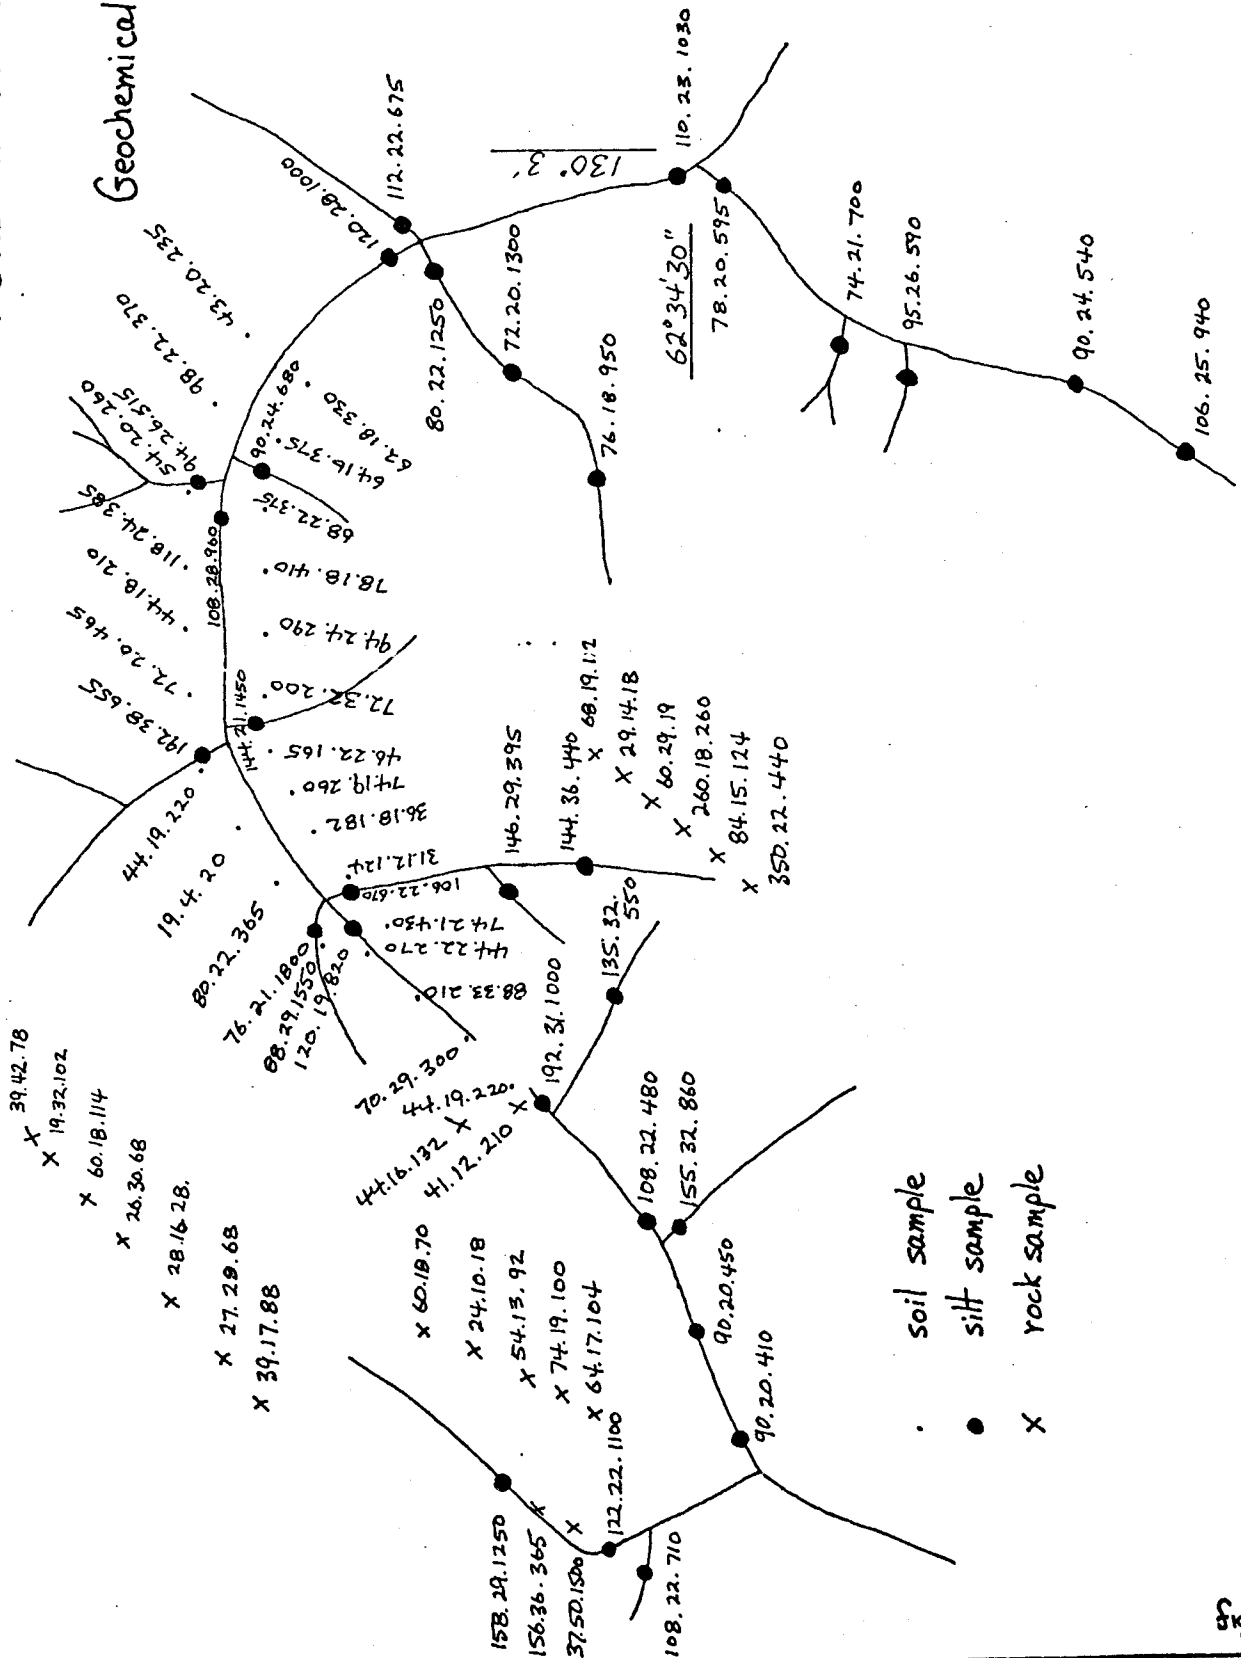 Geochemical
112.22.675
120.28.1000
110.23.1030
130° 3'
62° 34' 30"
43.20.235
98.22.370
94.26.515
54.20.260
118.24.385
44.18.210
72.20.465
192.38.655
108.28.960
90.24.680
62.18.330
64.16.375
68.22.375
78.18.410
94.24.290
72.32.200
144.21.1450
46.22.165
74.19.260
36.18.182
31.12.124
106.22.670
74.21.430
44.22.270
88.33.210
80.22.1250
72.20.1300
76.18.950
78.20.595
74.21.700
95.26.590
90.24.540
106.25.940
44.19.220
19.4.20
80.22.365
76.21.1800
88.29.1550
120.19.820
70.29.300
44.19.220
44.16.132
41.12.210
146.29.395
144.36.440
X 68.19.112
X 29.14.18
X 60.29.19
X 260.18.260
X 84.15.124
X 350.22.440
192.31.1000
135.32.
550
X 39.42.78
X 19.32.102
X 60.18.114
X 26.30.68
X 28.16.28.
X 27.28.68
X 39.17.88
X 60.18.70
X 24.10.18
X 54.13.92
X 74.19.100
X 64.17.104
108.22.480
155.32.860
90.20.450
90.20.410
122.22.1100
158.29.1250
156.36.365
37.50.1500
108.22.710
soil sample
silt sample
X rock sample